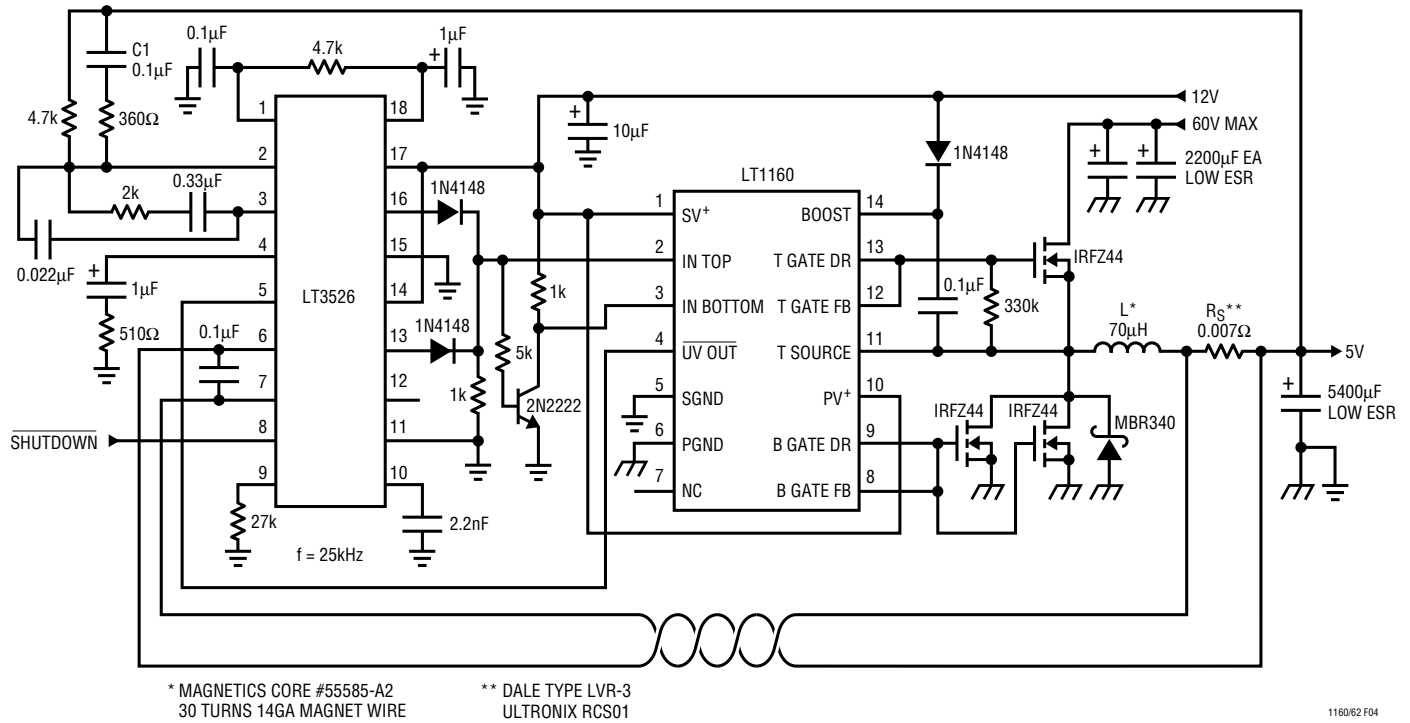 0.1µF
4.7k
1µF
+
C1
0.1µF
4.7k
360Ω
1
18
+
10µF
12V
60V MAX
+
+
2200µF EA
LOW ESR
1N4148
2
17
2k
0.33µF
3
16
1N4148
LT1160
1
SV+
BOOST
14
0.022µF
4
15
2
IN TOP
T GATE DR
13
IRFZ44
+
1µF
LT3526
1k
3
IN BOTTOM
T GATE FB
12
0.1µF
330k
5
14
510Ω
0.1µF
6
13
1N4148
5k
4
UV OUT
T SOURCE
11
L*
70µH
RS**
0.007Ω
5V
7
12
1k
2N2222
5
SGND
PV+
10
IRFZ44
IRFZ44
MBR340
+
5400µF
LOW ESR
SHUTDOWN
8
11
6
PGND
B GATE DR
9
9
10
7
NC
B GATE FB
8
27k
2.2nF
f = 25kHz
* MAGNETICS CORE #55585-A2
30 TURNS 14GA MAGNET WIRE
** DALE TYPE LVR-3
ULTRONIX RCS01
1160/62 F04